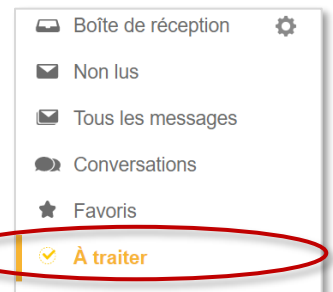 Boîte de réception
Non lus
Tous les messages
Conversations
Favoris
À traiter